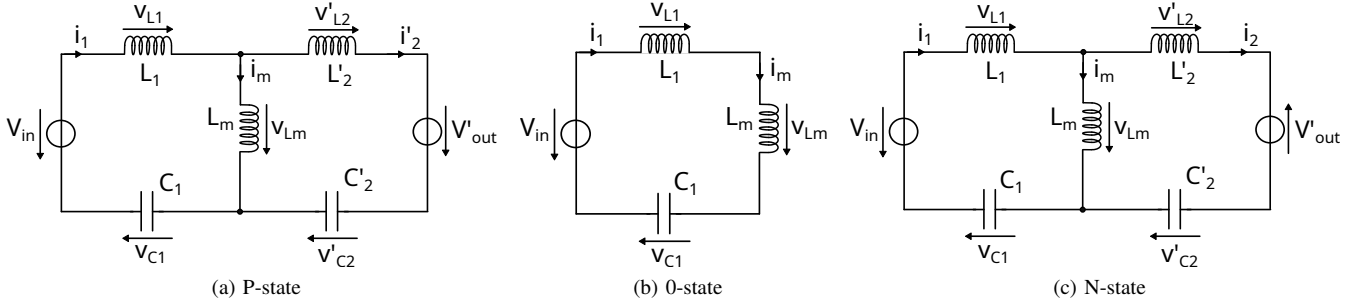 v_L1 v'_L2 v_L1 v_L1 v'_L2
i_1 i'_2 i_1 i_1 i_2
L_1 i_m L'_2 L_1 i_m L_1 i_m L'_2
V_in L_m v_Lm V'_out V_in L_m v_Lm V_in L_m v_Lm V'_out
C_1 C'_2 C_1 C_1 C'_2
v_C1 v'_C2 v_C1 v_C1 v'_C2
(a) P-state (b) 0-state (c) N-state